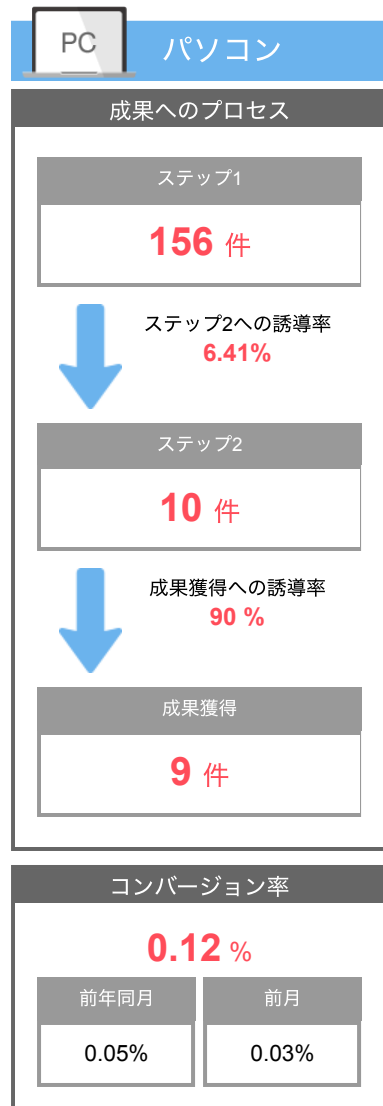 PC
パソコン
成果へのプロセス
ステップ1
156 件
ステップ2への誘導率
6.41%
ステップ2
10 件
成果獲得への誘導率
90 %
成果獲得
9 件
コンバージョン率
0.12 %
前年同月
前月
0.05%
0.03%